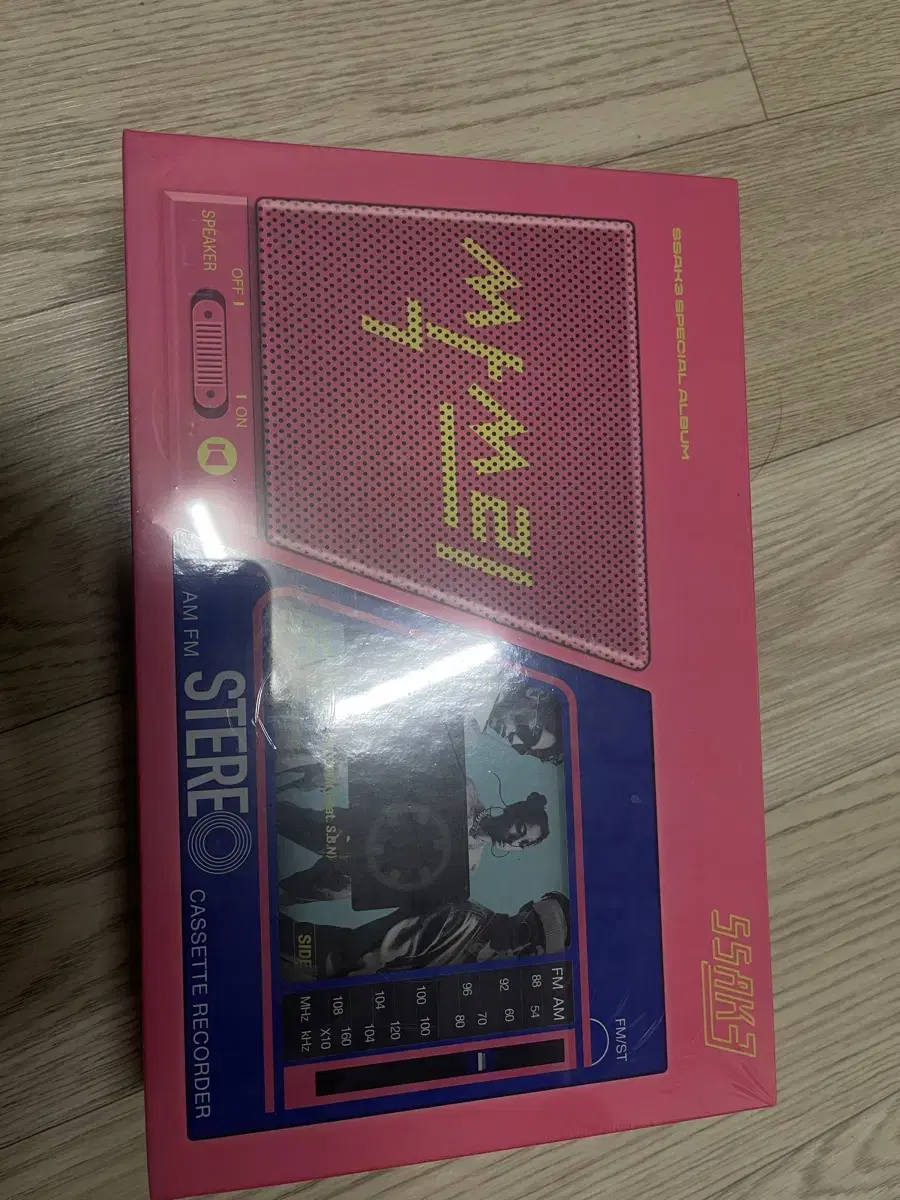 SSAK3 SPECIAL ALBUM
SSAK3
싹쓰리
SPEAKER
OFF
ON
FM/ST
FM AM
88 54
92 60
96 70
80
100 100
104 120
104
108 160
X10
MHz kHz
at. S.B.N)
SIDE
AM FM STEREO CASSETTE RECORDER